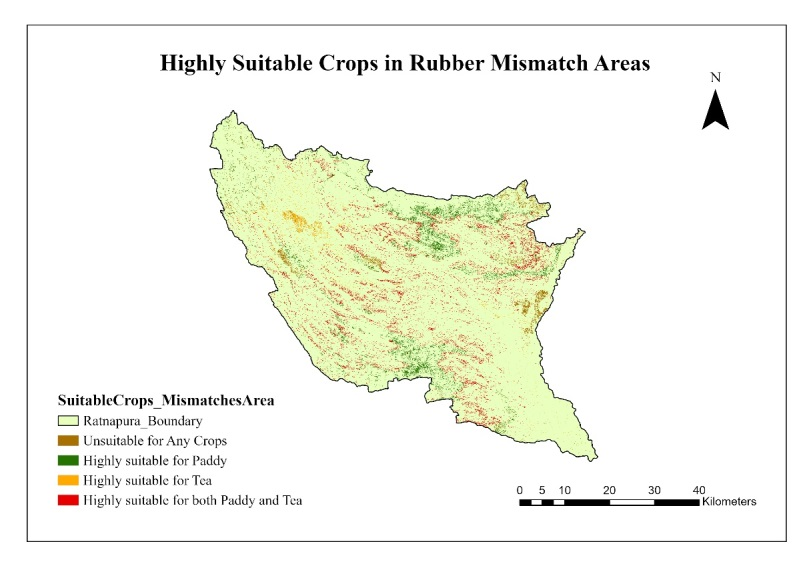 Highly Suitable Crops in Rubber Mismatch Areas
N
SuitableCrops_MismatchesArea
Ratnapura_Boundary
Unsuitable for Any Crops
Highly suitable for Paddy
Highly suitable for Tea
Highly suitable for both Paddy and Tea
0 5 10 20 30 40
Kilometers